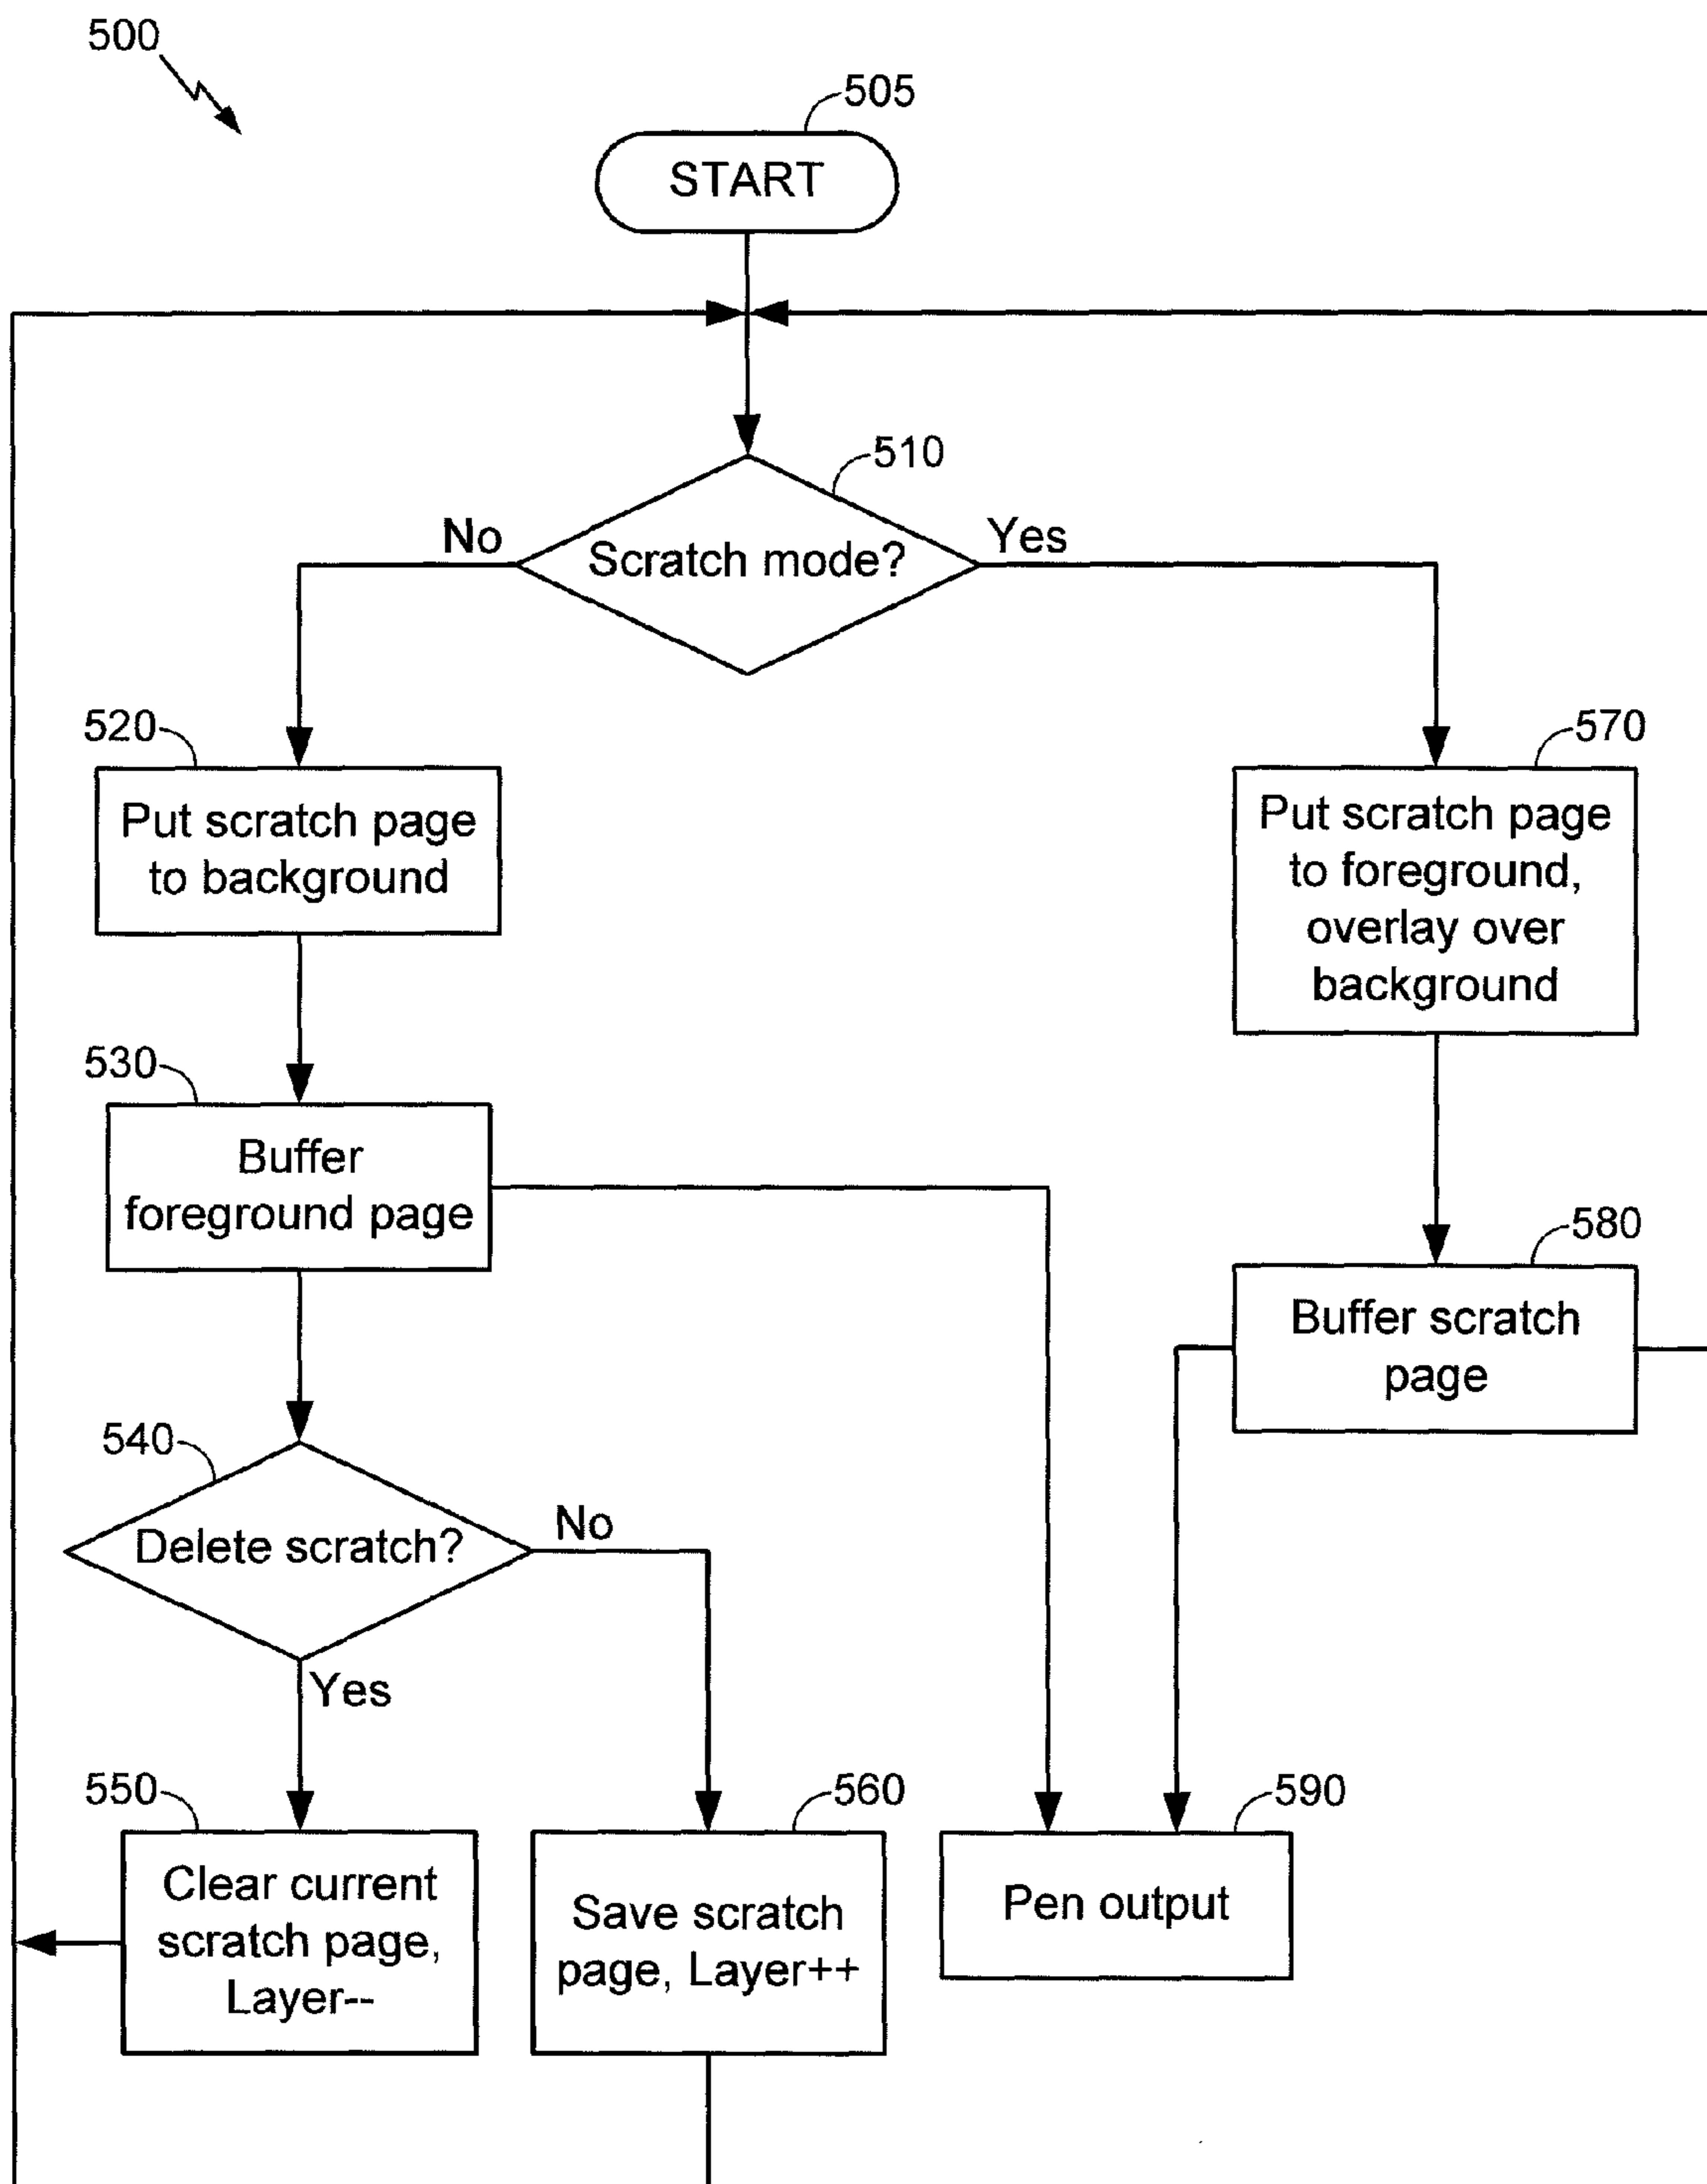 500
505
START
510
No
Scratch mode?
Yes
520
Put scratch page
to background
570
Put scratch page
to foreground,
overlay over
background
530
Buffer
foreground page
580
Buffer scratch
page
540
Delete scratch?
No
Yes
550
Clear current
scratch page,
Layer--
560
Save scratch
page, Layer++
590
Pen output